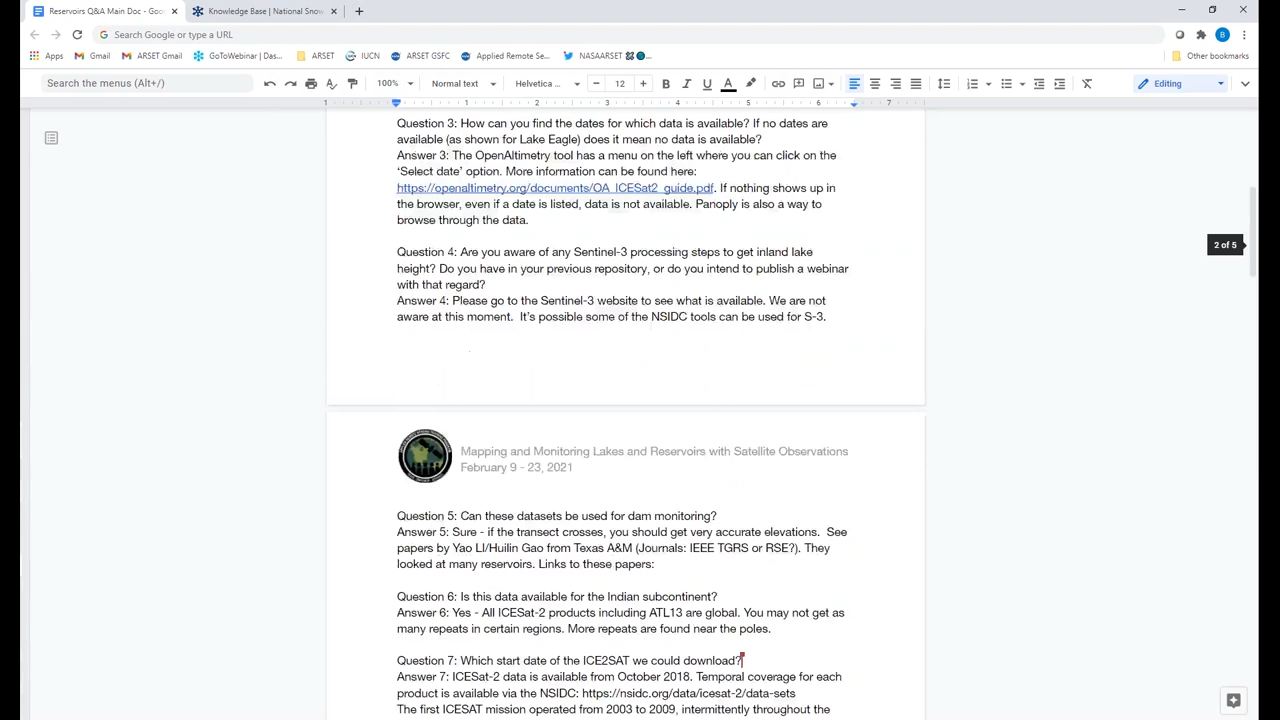 Reservoirs Q&A Main Doc - Goo
Knowledge Base | National Snow
Search Google or type a URL
Apps
Gmail
ARSET Gmail
GoToWebinar | Das...
ARSET
IUCN
ARSET GSFC
Applied Remote Se...
NASAARSET
Other bookmarks
Search the menus (Alt+/)
100%
Normal text
Helvetica ...
12
Editing
1 1 2 3 4 5 6 7
Question 3: How can you find the dates for which data is available? If no dates are
available (as shown for Lake Eagle) does it mean no data is available?
Answer 3: The OpenAltimetry tool has a menu on the left where you can click on the
‘Select date’ option. More information can be found here:
https://openaltimetry.org/documents/OA_ICESat2_guide.pdf. If nothing shows up in
the browser, even if a date is listed, data is not available. Panoply is also a way to
browse through the data.
2 of 5
Question 4: Are you aware of any Sentinel-3 processing steps to get inland lake
height? Do you have in your previous repository, or do you intend to publish a webinar
with that regard?
Answer 4: Please go to the Sentinel-3 website to see what is available. We are not
aware at this moment.  It’s possible some of the NSIDC tools can be used for S-3.
Mapping and Monitoring Lakes and Reservoirs with Satellite Observations
February 9 - 23, 2021
Question 5: Can these datasets be used for dam monitoring?
Answer 5: Sure - if the transect crosses, you should get very accurate elevations.  See
papers by Yao LI/Huilin Gao from Texas A&M (Journals: IEEE TGRS or RSE?). They
looked at many reservoirs. Links to these papers:
Question 6: Is this data available for the Indian subcontinent?
Answer 6: Yes - All ICESat-2 products including ATL13 are global. You may not get as
many repeats in certain regions. More repeats are found near the poles.
Question 7: Which start date of the ICE2SAT we could download?
Answer 7: ICESat-2 data is available from October 2018. Temporal coverage for each
product is available via the NSIDC: https://nsidc.org/data/icesat-2/data-sets
The first ICESAT mission operated from 2003 to 2009, intermittently throughout the